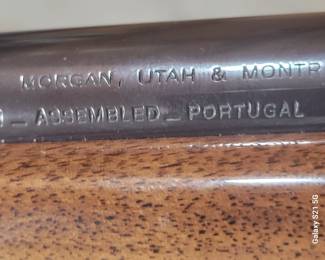 MORGAN, UTAH & MONTR
_ ASSEMBLED _ PORTUGAL
Galaxy S21 5G